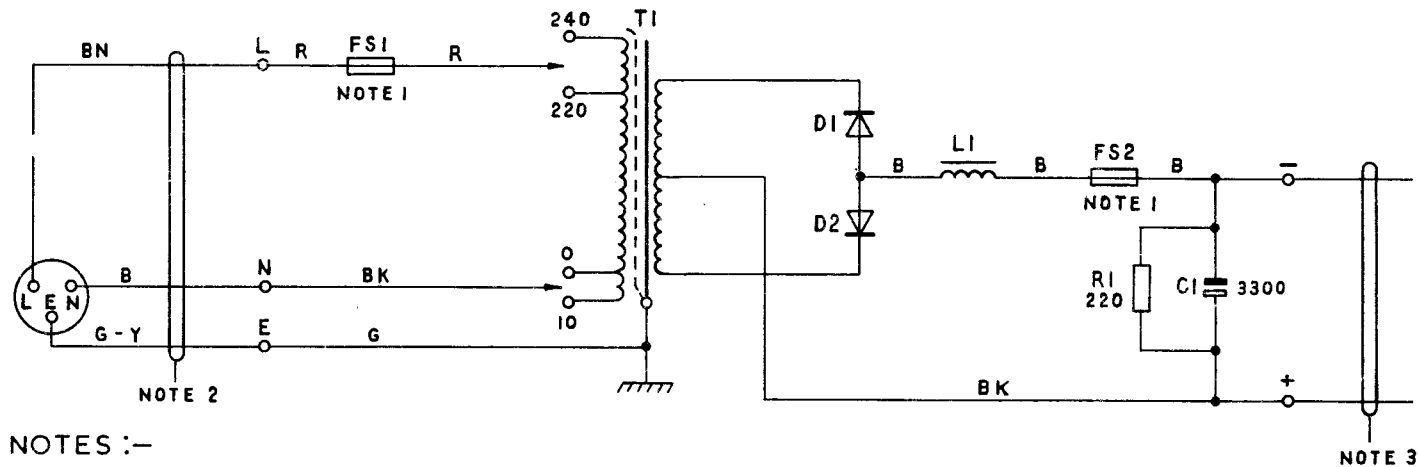 240
T1
BN
L
R
FS1
R
NOTE 1
220
D1
B
L1
B
FS2
B
−
NOTE 1
D2
0
L E N
B
N
BK
R1
220
C1
3300
10
G-Y
E
G
NOTE 2
BK
+
NOTES :—
NOTE 3